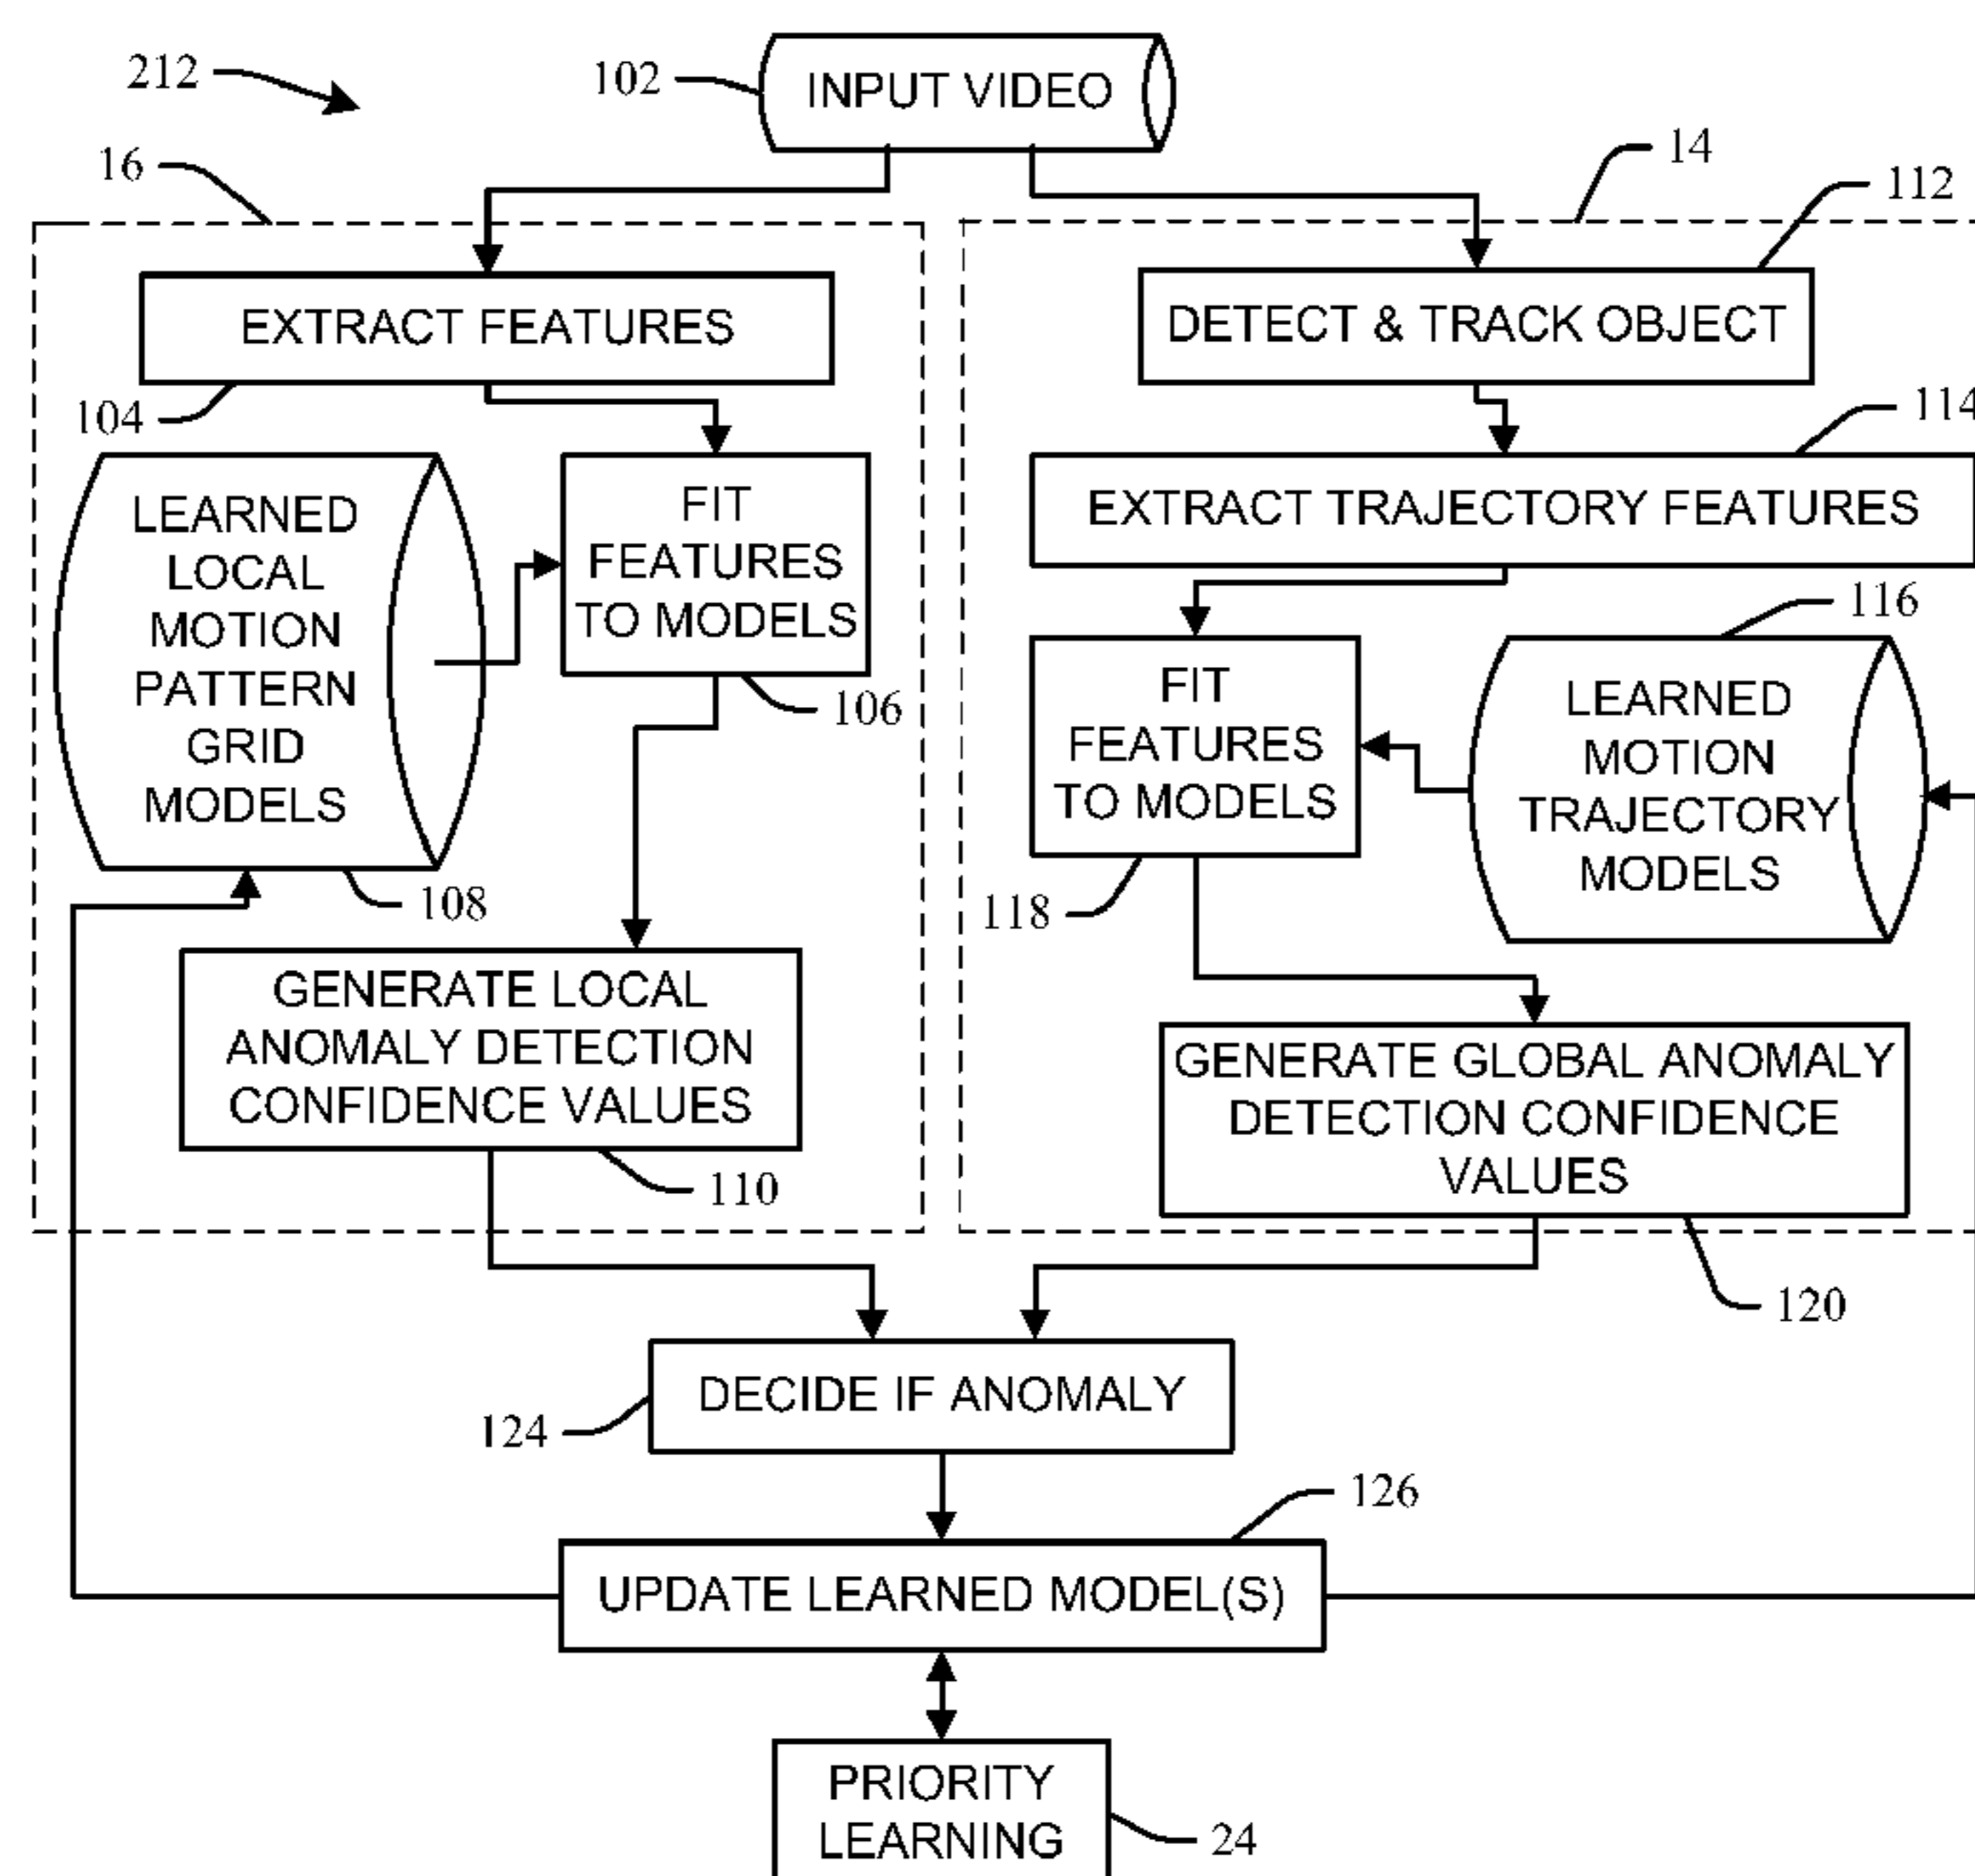 212
102
INPUT VIDEO
16
14
112
EXTRACT FEATURES
DETECT & TRACK OBJECT
104
114
LEARNED
LOCAL
MOTION
PATTERN
GRID
MODELS
FIT
FEATURES
TO MODELS
EXTRACT TRAJECTORY FEATURES
106
116
FIT
FEATURES
TO MODELS
LEARNED
MOTION
TRAJECTORY
MODELS
108
118
GENERATE LOCAL
ANOMALY DETECTION
CONFIDENCE VALUES
GENERATE GLOBAL ANOMALY
DETECTION CONFIDENCE
VALUES
110
120
DECIDE IF ANOMALY
124
126
UPDATE LEARNED MODEL(S)
PRIORITY
LEARNING
24